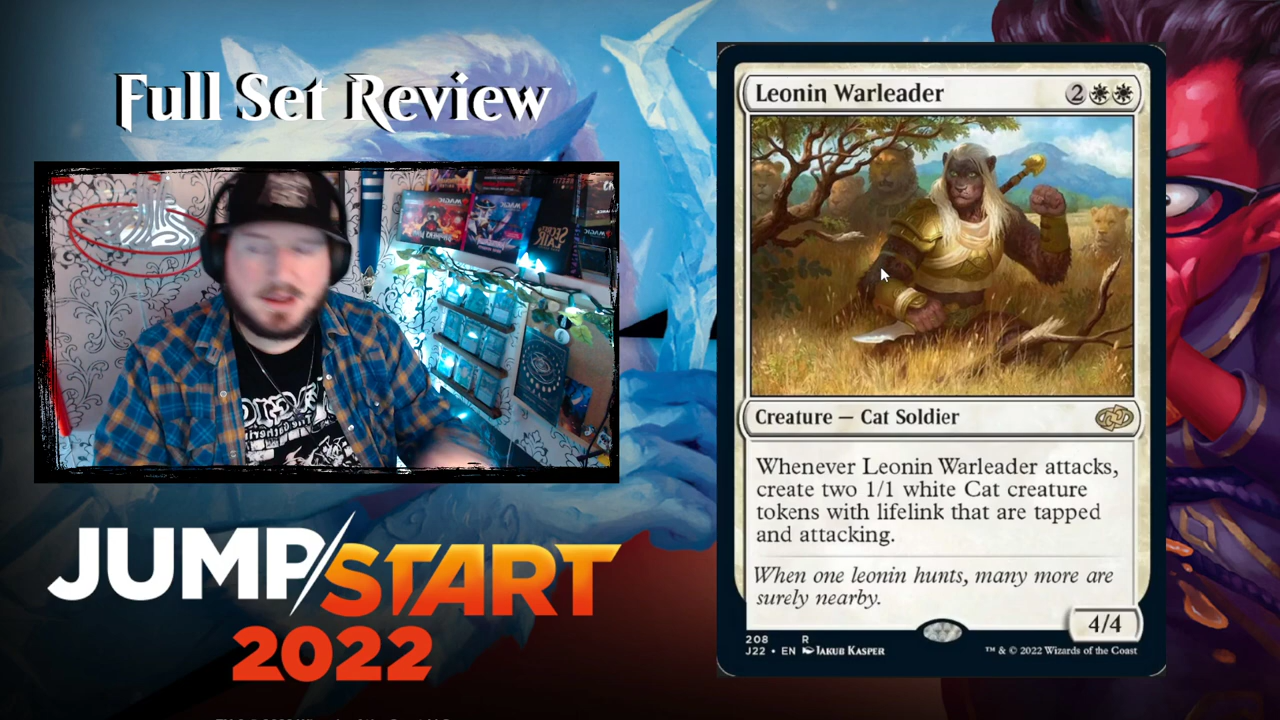 Full Set Review
JUMP/START
2022
Leonin Warleader
2
Creature — Cat Soldier
Whenever Leonin Warleader attacks,
create two 1/1 white Cat creature
tokens with lifelink that are tapped
and attacking.
When one leonin hunts, many more are
surely nearby.
4/4
208 R
J22 • EN Jakub Kasper
™ & © 2022 Wizards of the Coast